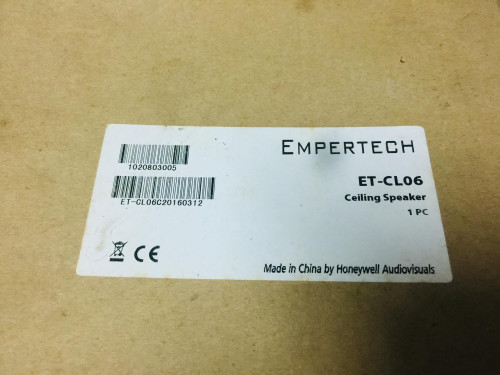 EMPERTECH
1020803005
ET-CL06
Ceiling Speaker
ET-CL06C20160312
1 PC
CE
Made in China by Honeywell Audiovisuals